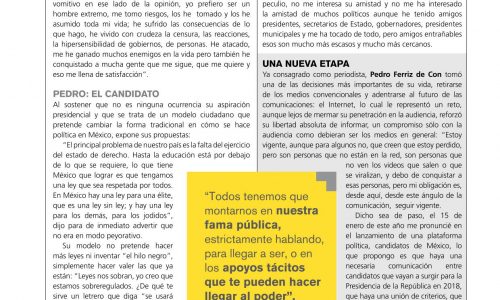 vomitivo en ese lado de la opinión, yo prefiero ser un
hombre extremo, me tomo riesgos, los he tomado y los he
asumido toda mi vida; he sufrido las consecuencias de lo
que hago, he vivido con crudeza la censura, las reacciones,
la hipersensibilidad de gobiernos, de personas. He atacado,
me he ganado muchos enemigos en la vida pero también he
conquistado a mucha gente que me sigue, que me quiere y
eso me llena de satisfacción”.
PEDRO: EL CANDIDATO
Al sostener que no es ninguna ocurrencia su aspiración
presidencial y que se trata de un modelo ciudadano que
pretende cambiar la forma tradicional en cómo se hace
política en México, expone sus propuestas:
“El principal problema de nuestro país es la falta del ejercicio
del estado de derecho. Hasta la educación está por debajo
de lo que se requiere, lo que tiene
México que lograr es que tengamos
una ley que sea respetada por todos.
En México hay una ley para una élite,
que es una ley sin ley; y hay una ley
para los demás, para los jodidos”,
dijo para de inmediato advertir que
no era en modo peyorativo.
Su modelo no pretende hacer
más leyes ni inventar “el hilo negro”,
simplemente hacer valer las que ya
están: “Leyes nos sobran, yo creo que
estamos sobreregulados. ¿De qué te
sirve un letrero que diga “se usará
“Todos tenemos que
montarnos en nuestra
fama pública,
estrictamente hablando,
para llegar a ser, o en
los apoyos tácitos
que te pueden hacer
llegar al poder”.
peculio, no me interesa su amistad y no me ha interesado
la amistad de muchos políticos aunque he tenido amigos
presidentes, secretarios de Estado, gobernadores, presidentes
municipales y me ha tocado de todo, pero amigos entrañables
esos son mucho más escasos y mucho más cercanos.
UNA NUEVA ETAPA
Ya consagrado como periodista, Pedro Ferriz de Con tomó
una de las decisiones más importantes de su vida, retirarse
de los medios convencionales y adentrarse al futuro de las
comunicaciones: el Internet, lo cual le representó un reto,
aunque lejos de mermar su penetración en la audiencia, reforzó
su libertad absoluta de informar, un compromiso sólo con la
audiencia como debieran ser los medios en general: “Estoy
vigente, aunque para algunos no, que creen que estoy perdido,
pero son personas que no están en la red, son personas que
no ven los videos que salen o que
se viralizan, y debo de conquistar a
esas personas, pero mi obligación es,
desde aquí, desde este ángulo de la
comunicación, seguir vigente.
Dicho sea de paso, el 15 de
enero de este año me pronuncié en
el lanzamiento de una plataforma
política, candidatos de México, lo
que propongo es que haya una
necesaria comunicación entre
candidatos que vayan a surgir para la
Presidencia de la República en 2018,
que haya una unión de criterios, que